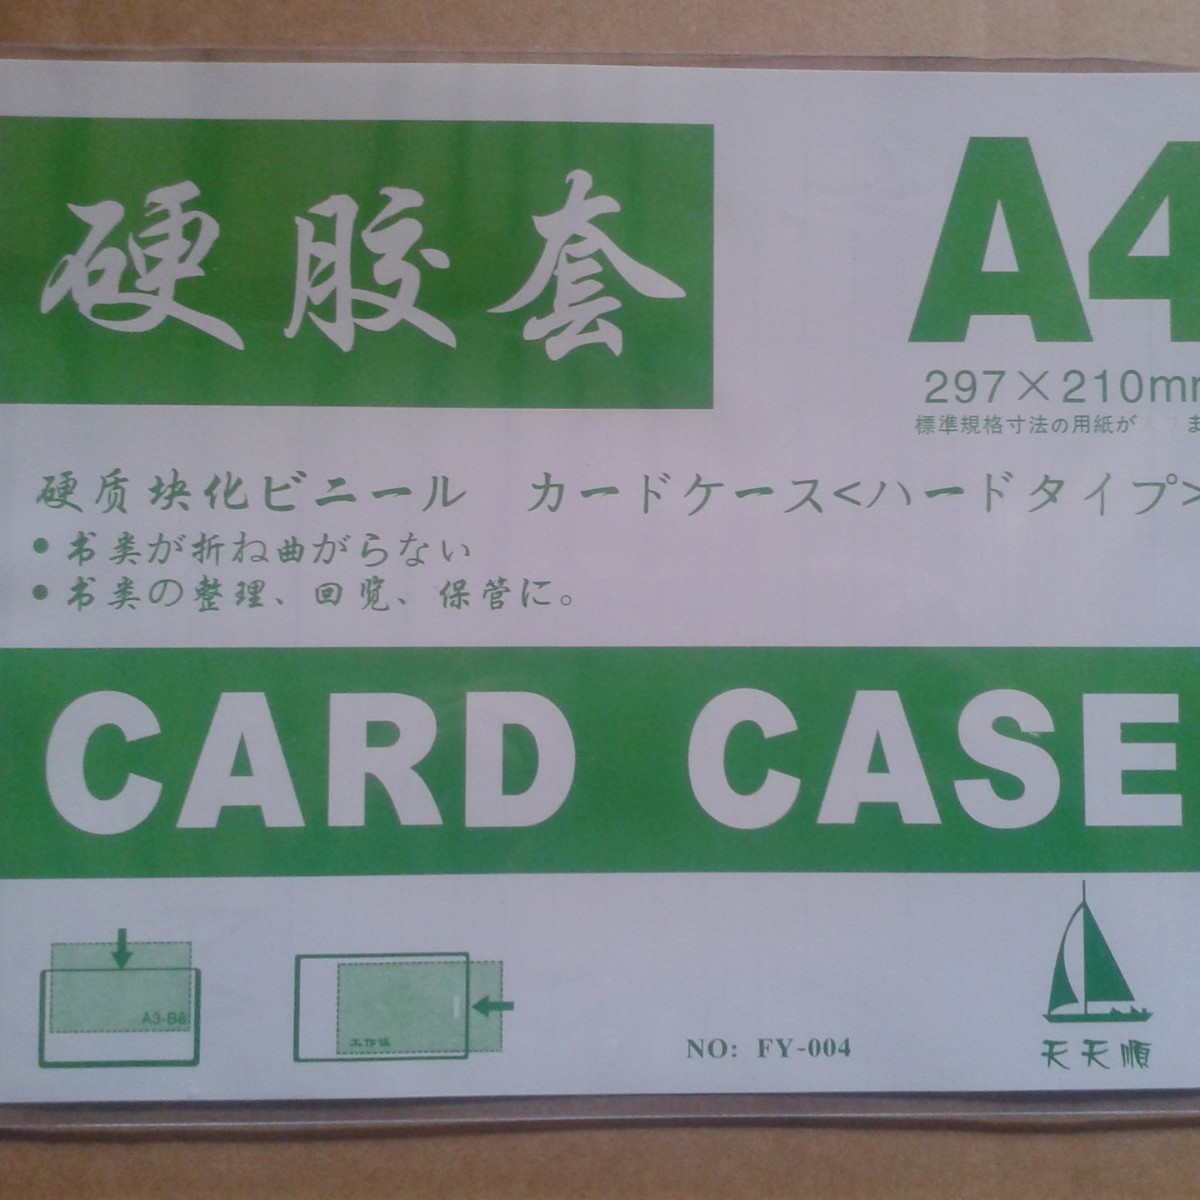 硬胶套
A4
297×210mm
標準規格寸法の用紙が
硬质块化ビニール カードケース<ハードタイプ>
•书类が折ね曲がらない
•书类の整理、回览、保管に。
CARD CASE
A3-B8
工作证
NO: FY-004
天天順